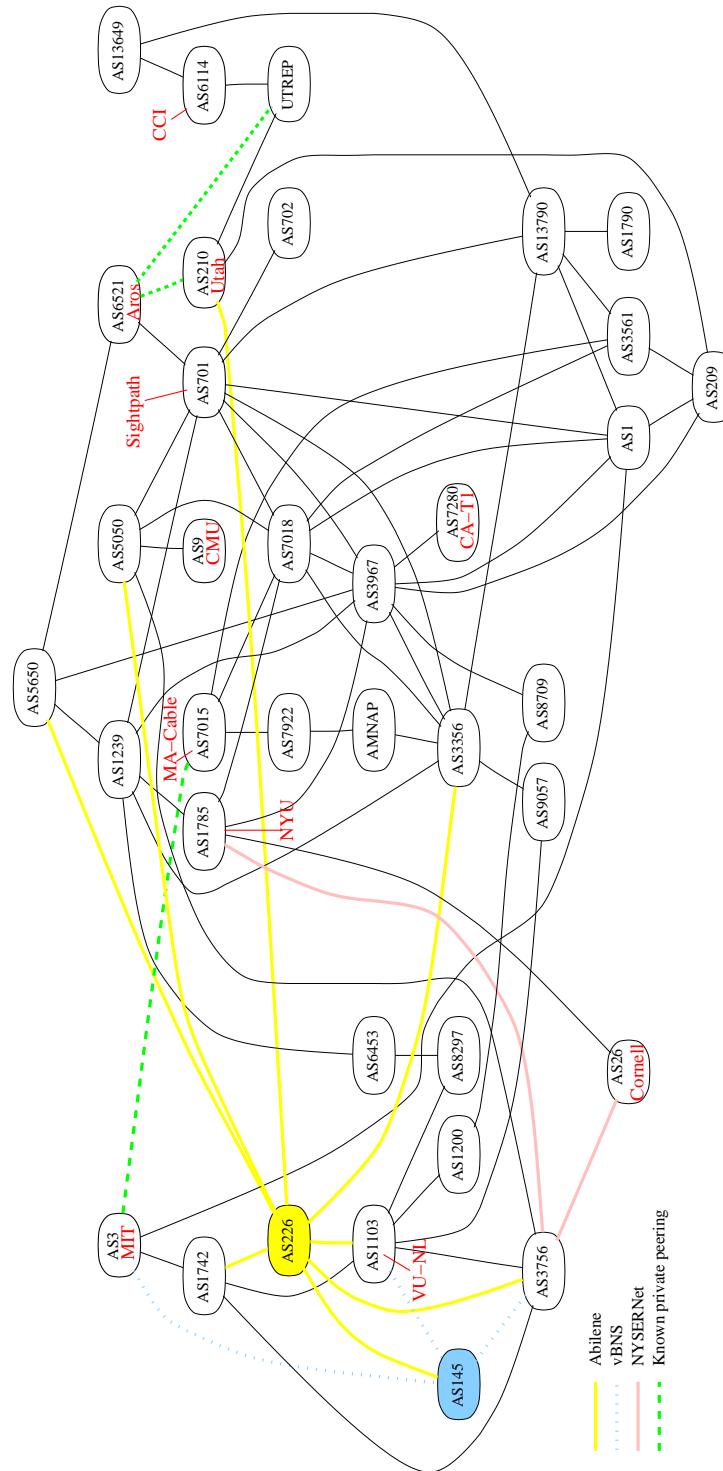 AS5650
AS13649
AS6521
Aros
AS5050
AS1239
AS3
MIT
CCI
AS6114
AS210
Utah
Sightpath
AS701
AS9
CMU
MA-Cable
AS7015
AS1785
AS1742
UTREP
AS702
AS7018
AS7922
NYU
AS226
AS3967
AMNAP
AS6453
AS1103
VU-NL
AS7280
CA-T1
AS3356
AS8297
AS1200
AS145
AS13790
AS8709
AS9057
AS3756
AS1790
AS3561
AS1
AS26
Cornell
AS209
Abilene
vBNS
NYSERNet
Known private peering